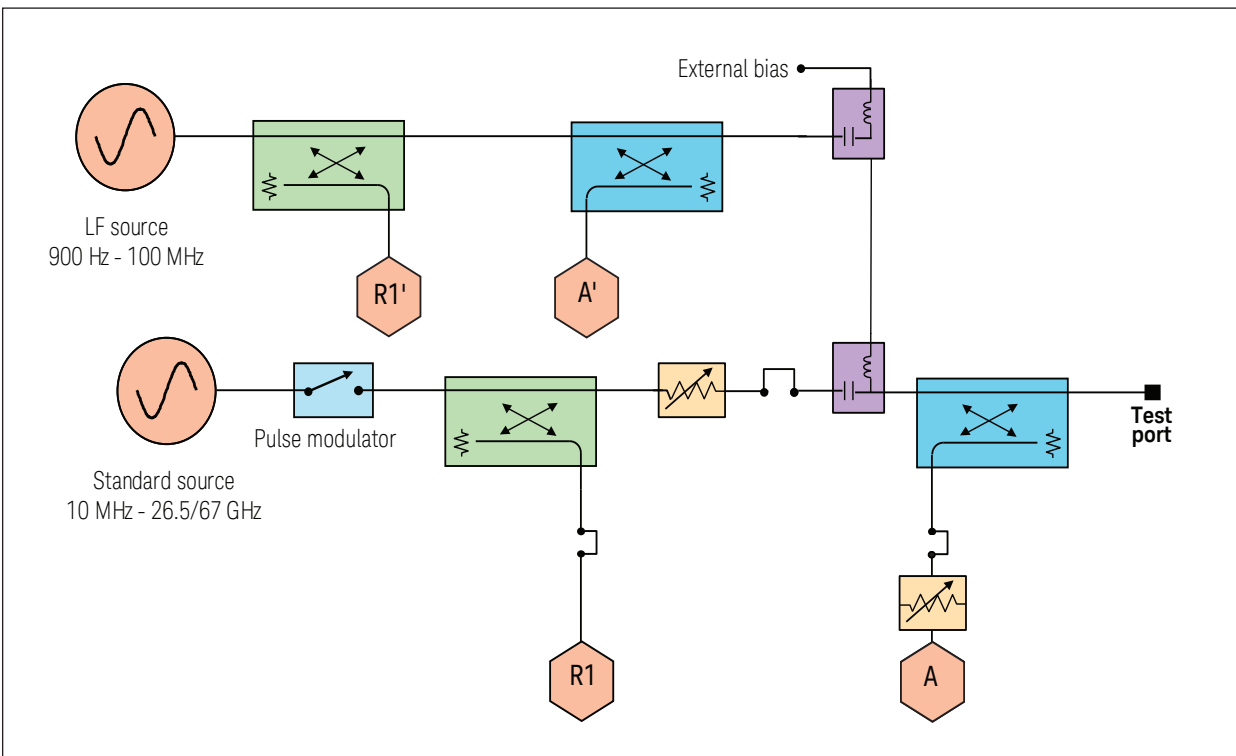 External bias
LF source
900 Hz - 100 MHz
R1'
A'
Pulse modulator
Test
port
Standard source
10 MHz - 26.5/67 GHz
R1
A